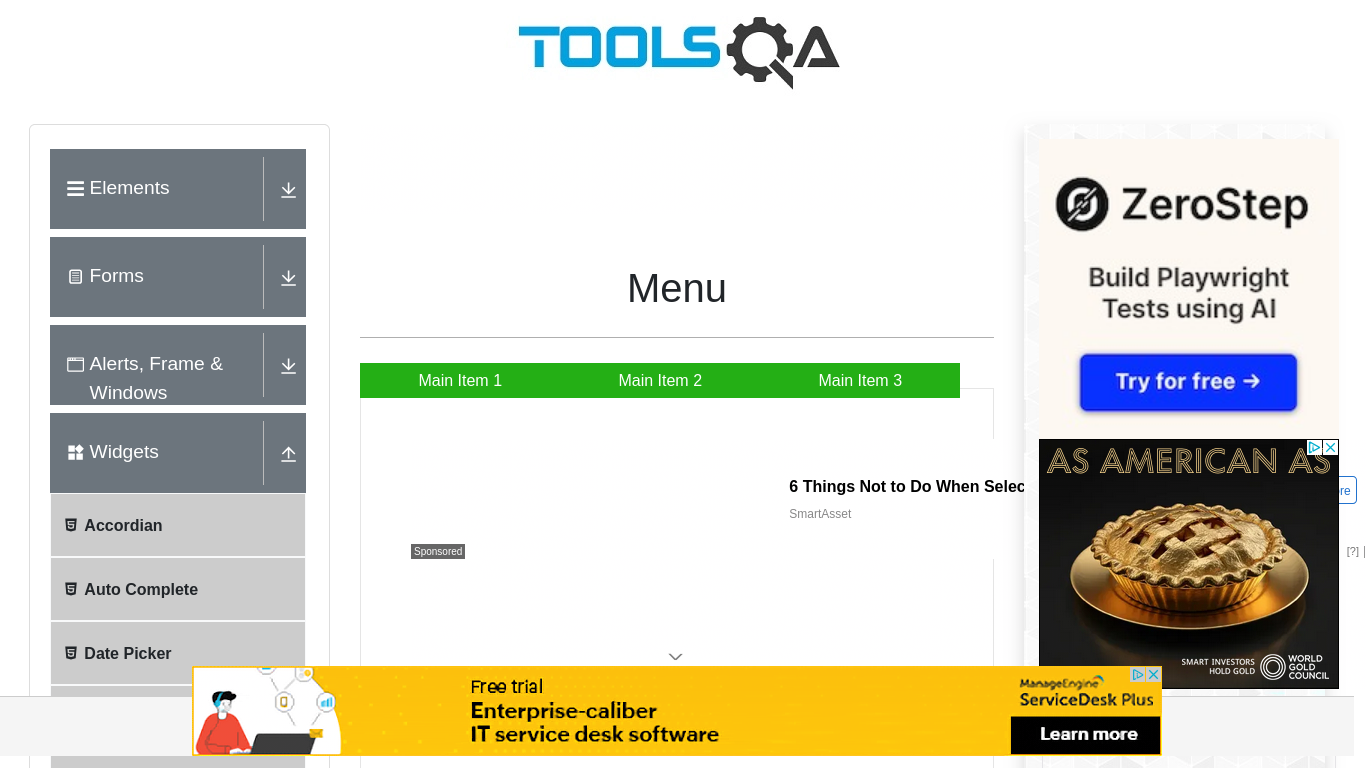 TOOLSQA
Elements
Forms
Alerts, Frame &
Windows
Widgets
Accordian
Auto Complete
Date Picker
Menu
Main Item 1
Main Item 2
Main Item 3
6 Things Not to Do When Selec
SmartAsset
Sponsored
ZeroStep
Build Playwright
Tests using AI
Try for free →
AS AMERICAN AS
SMART INVESTORS
HOLD GOLD
WORLD
GOLD
COUNCIL
re
[?]
Free trial
Enterprise-caliber
IT service desk software
ManageEngine
ServiceDesk Plus
Learn more